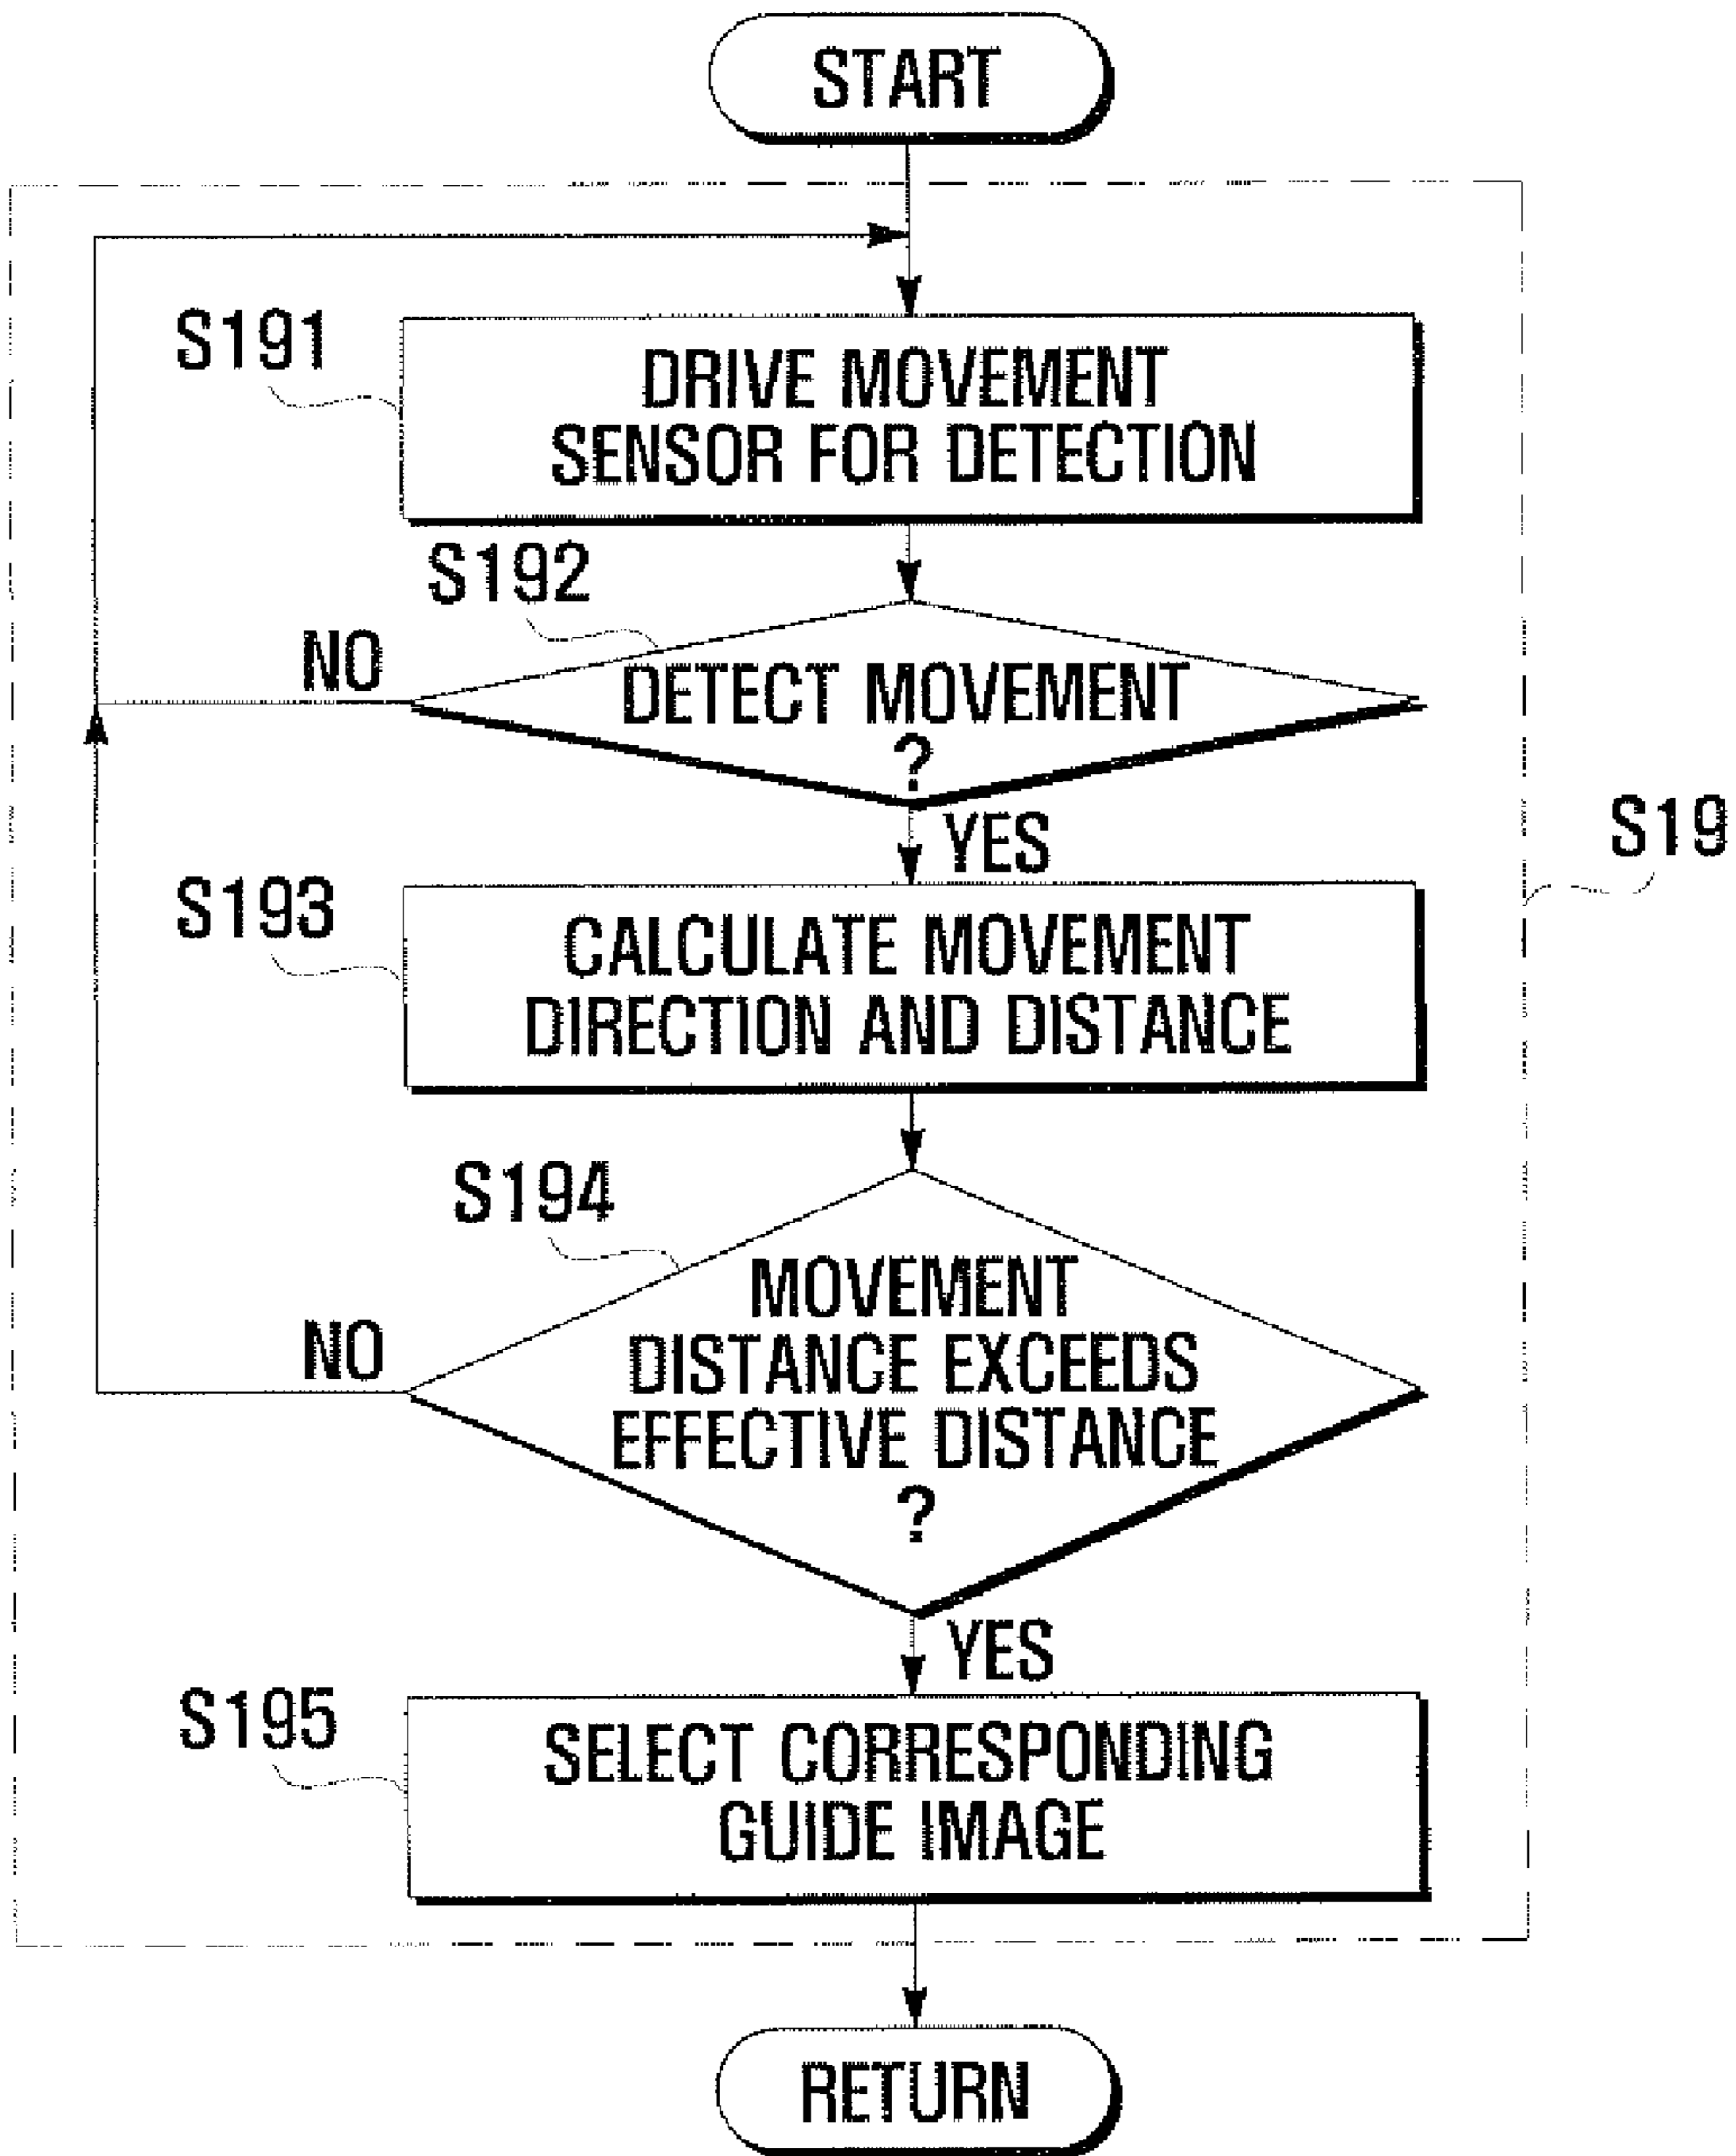 START
S191
DRIVE MOVEMENT
SENSOR FOR DETECTION
S192
NO
DETECT MOVEMENT
?
YES
S19
S193
CALCULATE MOVEMENT
DIRECTION AND DISTANCE
S194
MOVEMENT
NO
DISTANCE EXCEEDS
EFFECTIVE DISTANCE
?
YES
S195
SELECT CORRESPONDING
GUIDE IMAGE
RETURN